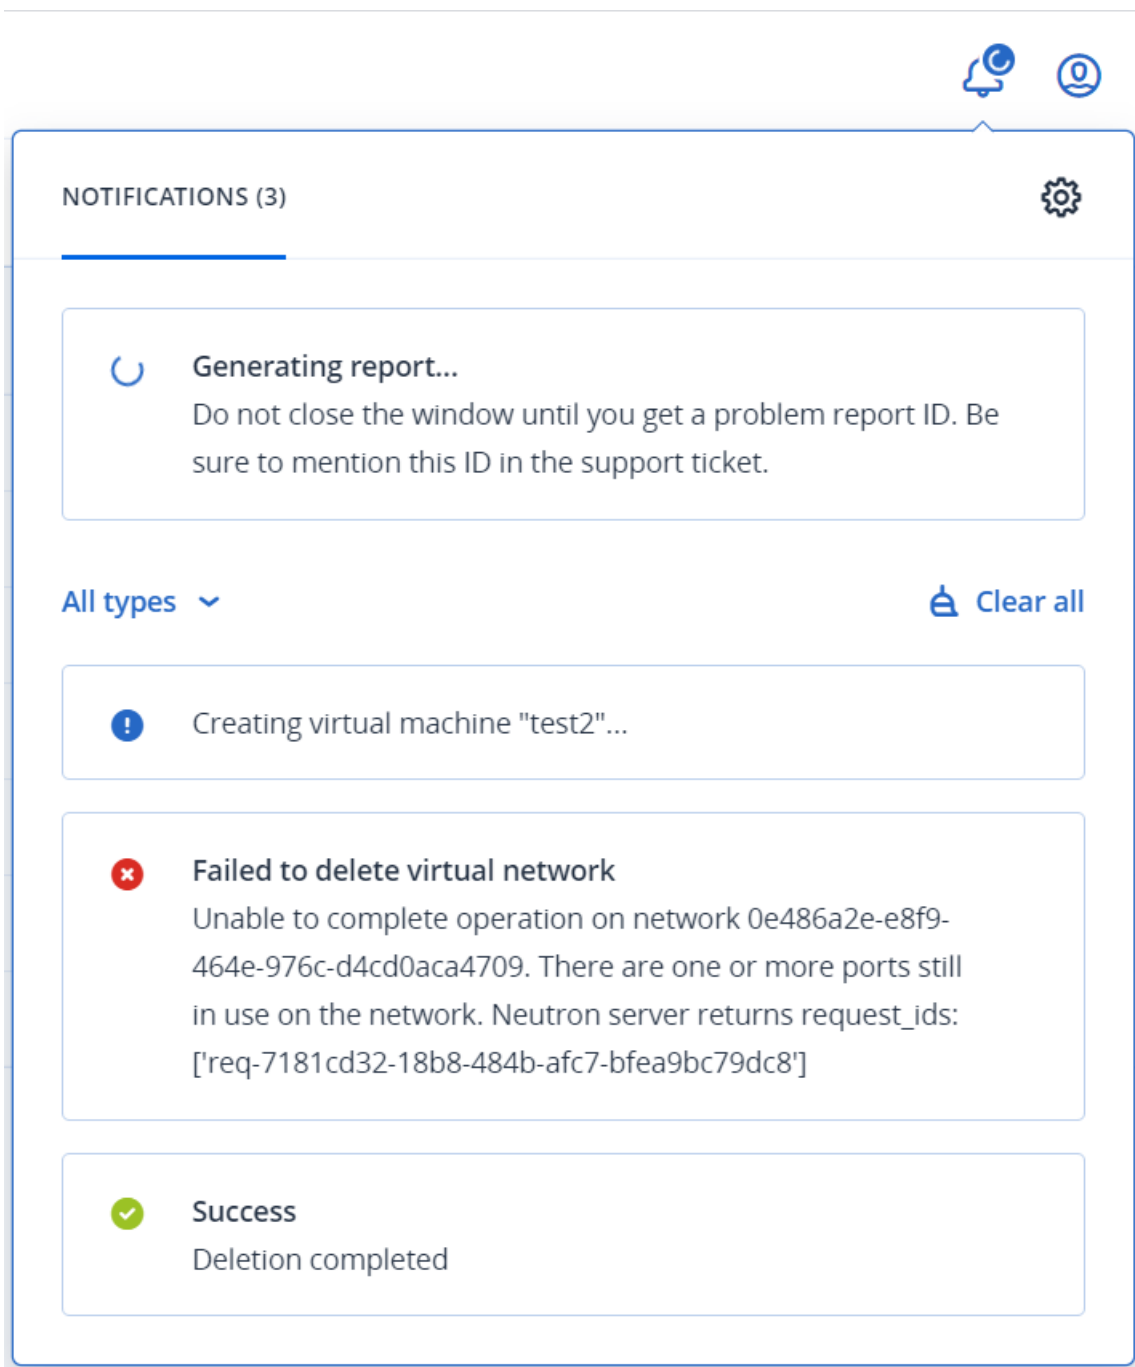 NOTIFICATIONS (3)
Generating report...
Do not close the window until you get a problem report ID. Be
sure to mention this ID in the support ticket.
All types
Clear all
Creating virtual machine "test2"...
Failed to delete virtual network
Unable to complete operation on network 0e486a2e-e8f9-
464e-976c-d4cd0aca4709. There are one or more ports still
in use on the network. Neutron server returns request_ids:
['req-7181cd32-18b8-484b-afc7-bfea9bc79dc8']
Success
Deletion completed